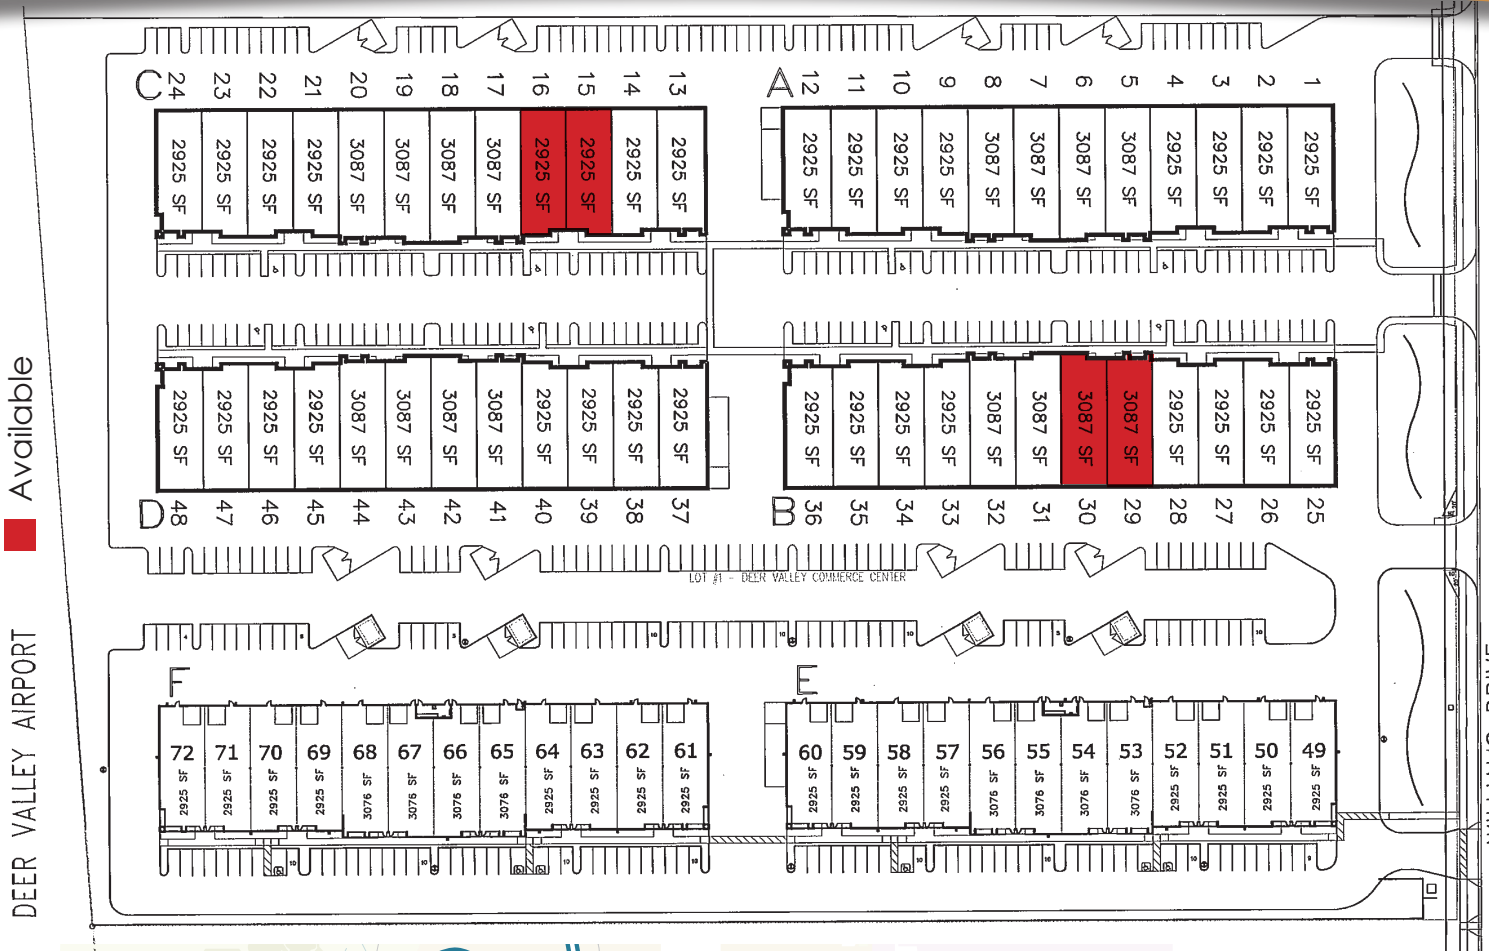 C
24 23 22 21 20 19 18 17 16 15 14 13
2925 SF 2925 SF 2925 SF 2925 SF 3087 SF 3087 SF 3087 SF 3087 SF 2925 SF 2925 SF 2925 SF 2925 SF
A
12 11 10 9 8 7 6 5 4 3 2 1
2925 SF 2925 SF 2925 SF 2925 SF 3087 SF 3087 SF 3087 SF 3087 SF 2925 SF 2925 SF 2925 SF 2925 SF
Available
2925 SF 2925 SF 2925 SF 2925 SF 3087 SF 3087 SF 3087 SF 3087 SF 2925 SF 2925 SF 2925 SF 2925 SF
D
48 47 46 45 44 43 42 41 40 39 38 37
2925 SF 2925 SF 2925 SF 2925 SF 3087 SF 3087 SF 3087 SF 3087 SF 2925 SF 2925 SF 2925 SF 2925 SF
B
36 35 34 33 32 31 30 29 28 27 26 25
LOT #1 - DEER VALLEY COMMERCE CENTER
DEER VALLEY AIRPORT
F
72 71 70 69 68 67 66 65 64 63 62 61
2925 SF 2925 SF 2925 SF 2925 SF 3076 SF 3076 SF 3076 SF 3076 SF 2925 SF 2925 SF 2925 SF 2925 SF
E
60 59 58 57 56 55 54 53 52 51 50 49
2925 SF 2925 SF 2925 SF 2925 SF 3076 SF 3076 SF 3076 SF 3076 SF 2925 SF 2925 SF 2925 SF 2925 SF